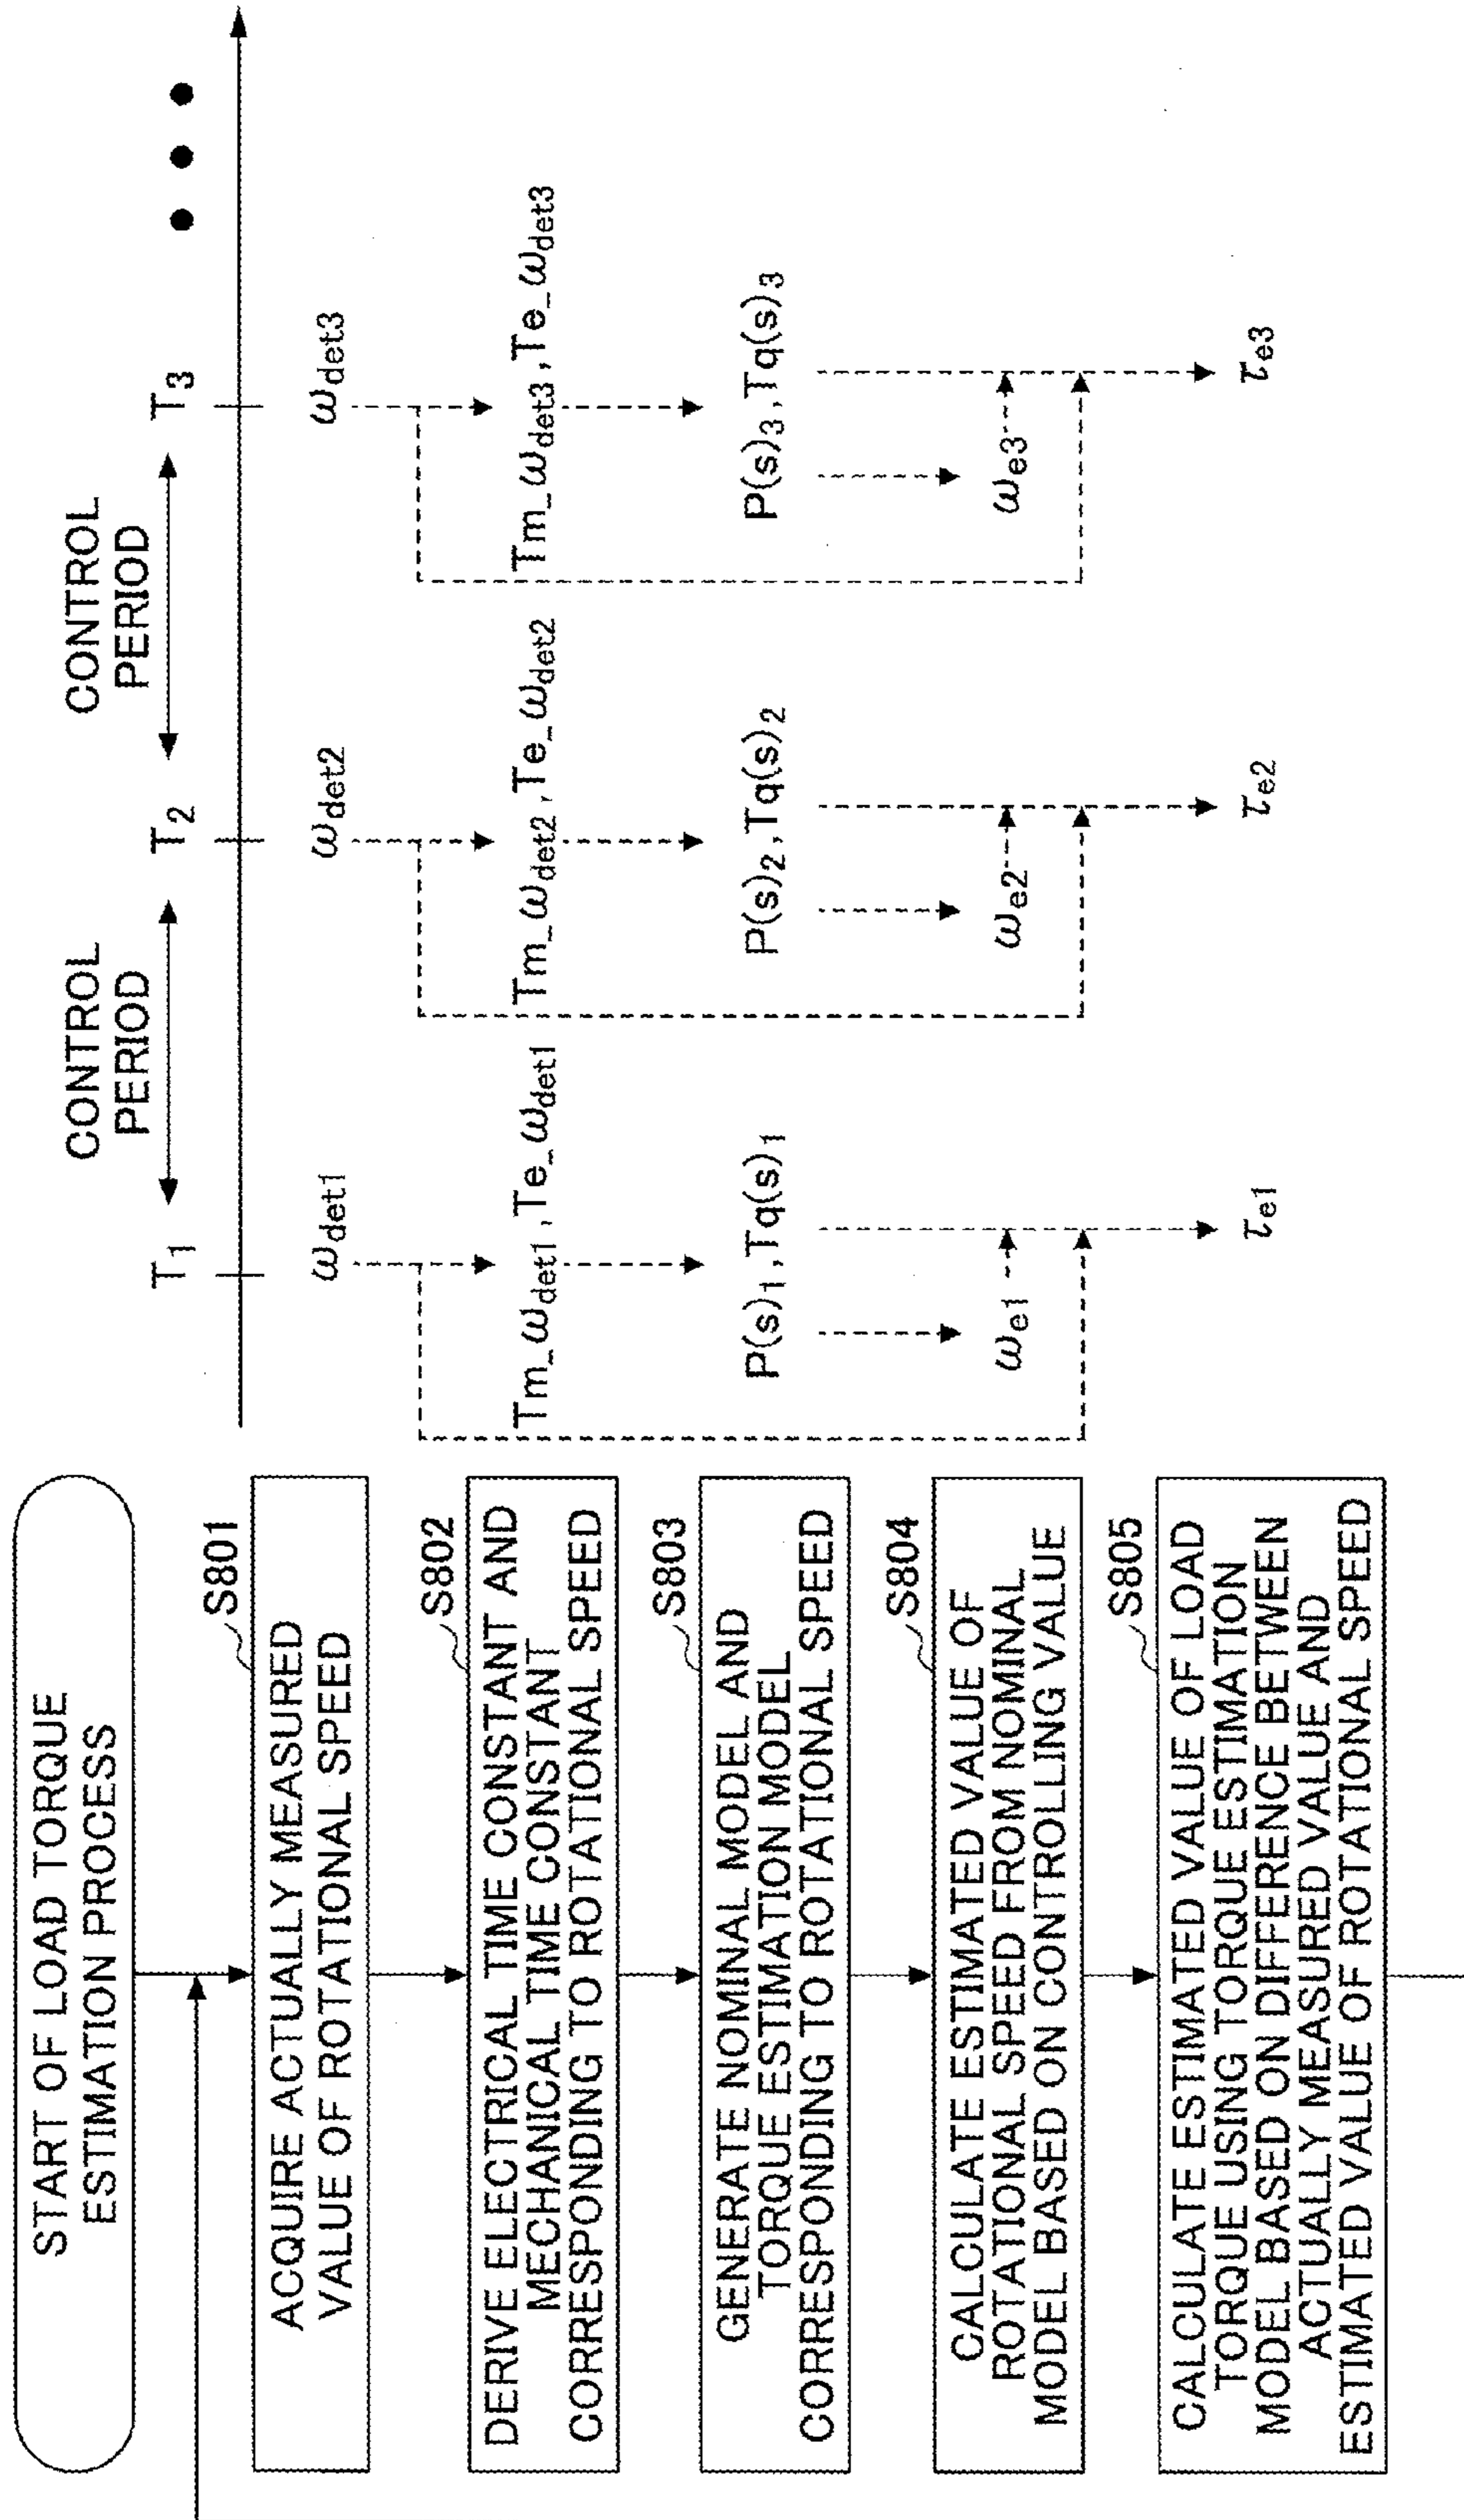 START OF LOAD TORQUE
ESTIMATION PROCESS
S801
ACQUIRE ACTUALLY MEASURED
VALUE OF ROTATIONAL SPEED
S802
DERIVE ELECTRICAL TIME CONSTANT AND
MECHANICAL TIME CONSTANT
CORRESPONDING TO ROTATIONAL SPEED
S803
GENERATE NOMINAL MODEL AND
TORQUE ESTIMATION MODEL
CORRESPONDING TO ROTATIONAL SPEED
S804
CALCULATE ESTIMATED VALUE OF
ROTATIONAL SPEED FROM NOMINAL
MODEL BASED ON CONTROLLING VALUE
S805
CALCULATE ESTIMATED VALUE OF LOAD
TORQUE USING TORQUE ESTIMATION
MODEL BASED ON DIFFERENCE BETWEEN
ACTUALLY MEASURED VALUE AND
ESTIMATED VALUE OF ROTATIONAL SPEED
CONTROL
PERIOD
CONTROL
PERIOD
T1
T2
T3
ωdet1
ωdet2
ωdet3
Tm_ωdet1,Te_ωdet1
Tm_ωdet2,Te_ωdet2
Tm_ωdet3,Te_ωdet3
P(s)1,Tq(s)1
P(s)2,Tq(s)2
P(s)3,Tq(s)3
ωe1
ωe2
ωe3
τe1
τe2
τe3